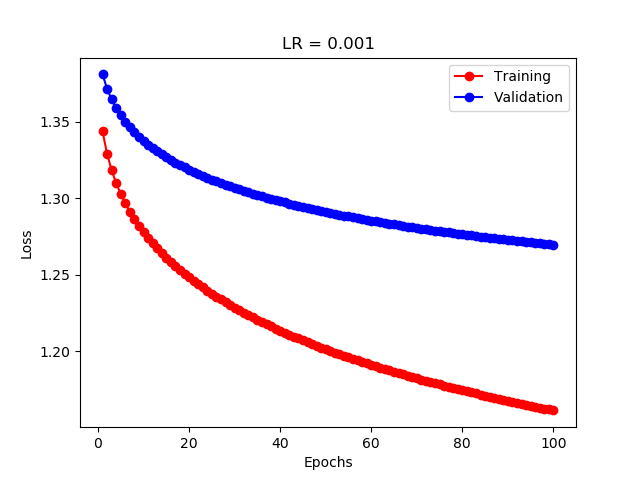 LR = 0.001
Training
Validation
1.35
1.30
1.25
1.20
Loss
0 20 40 60 80 100
Epochs